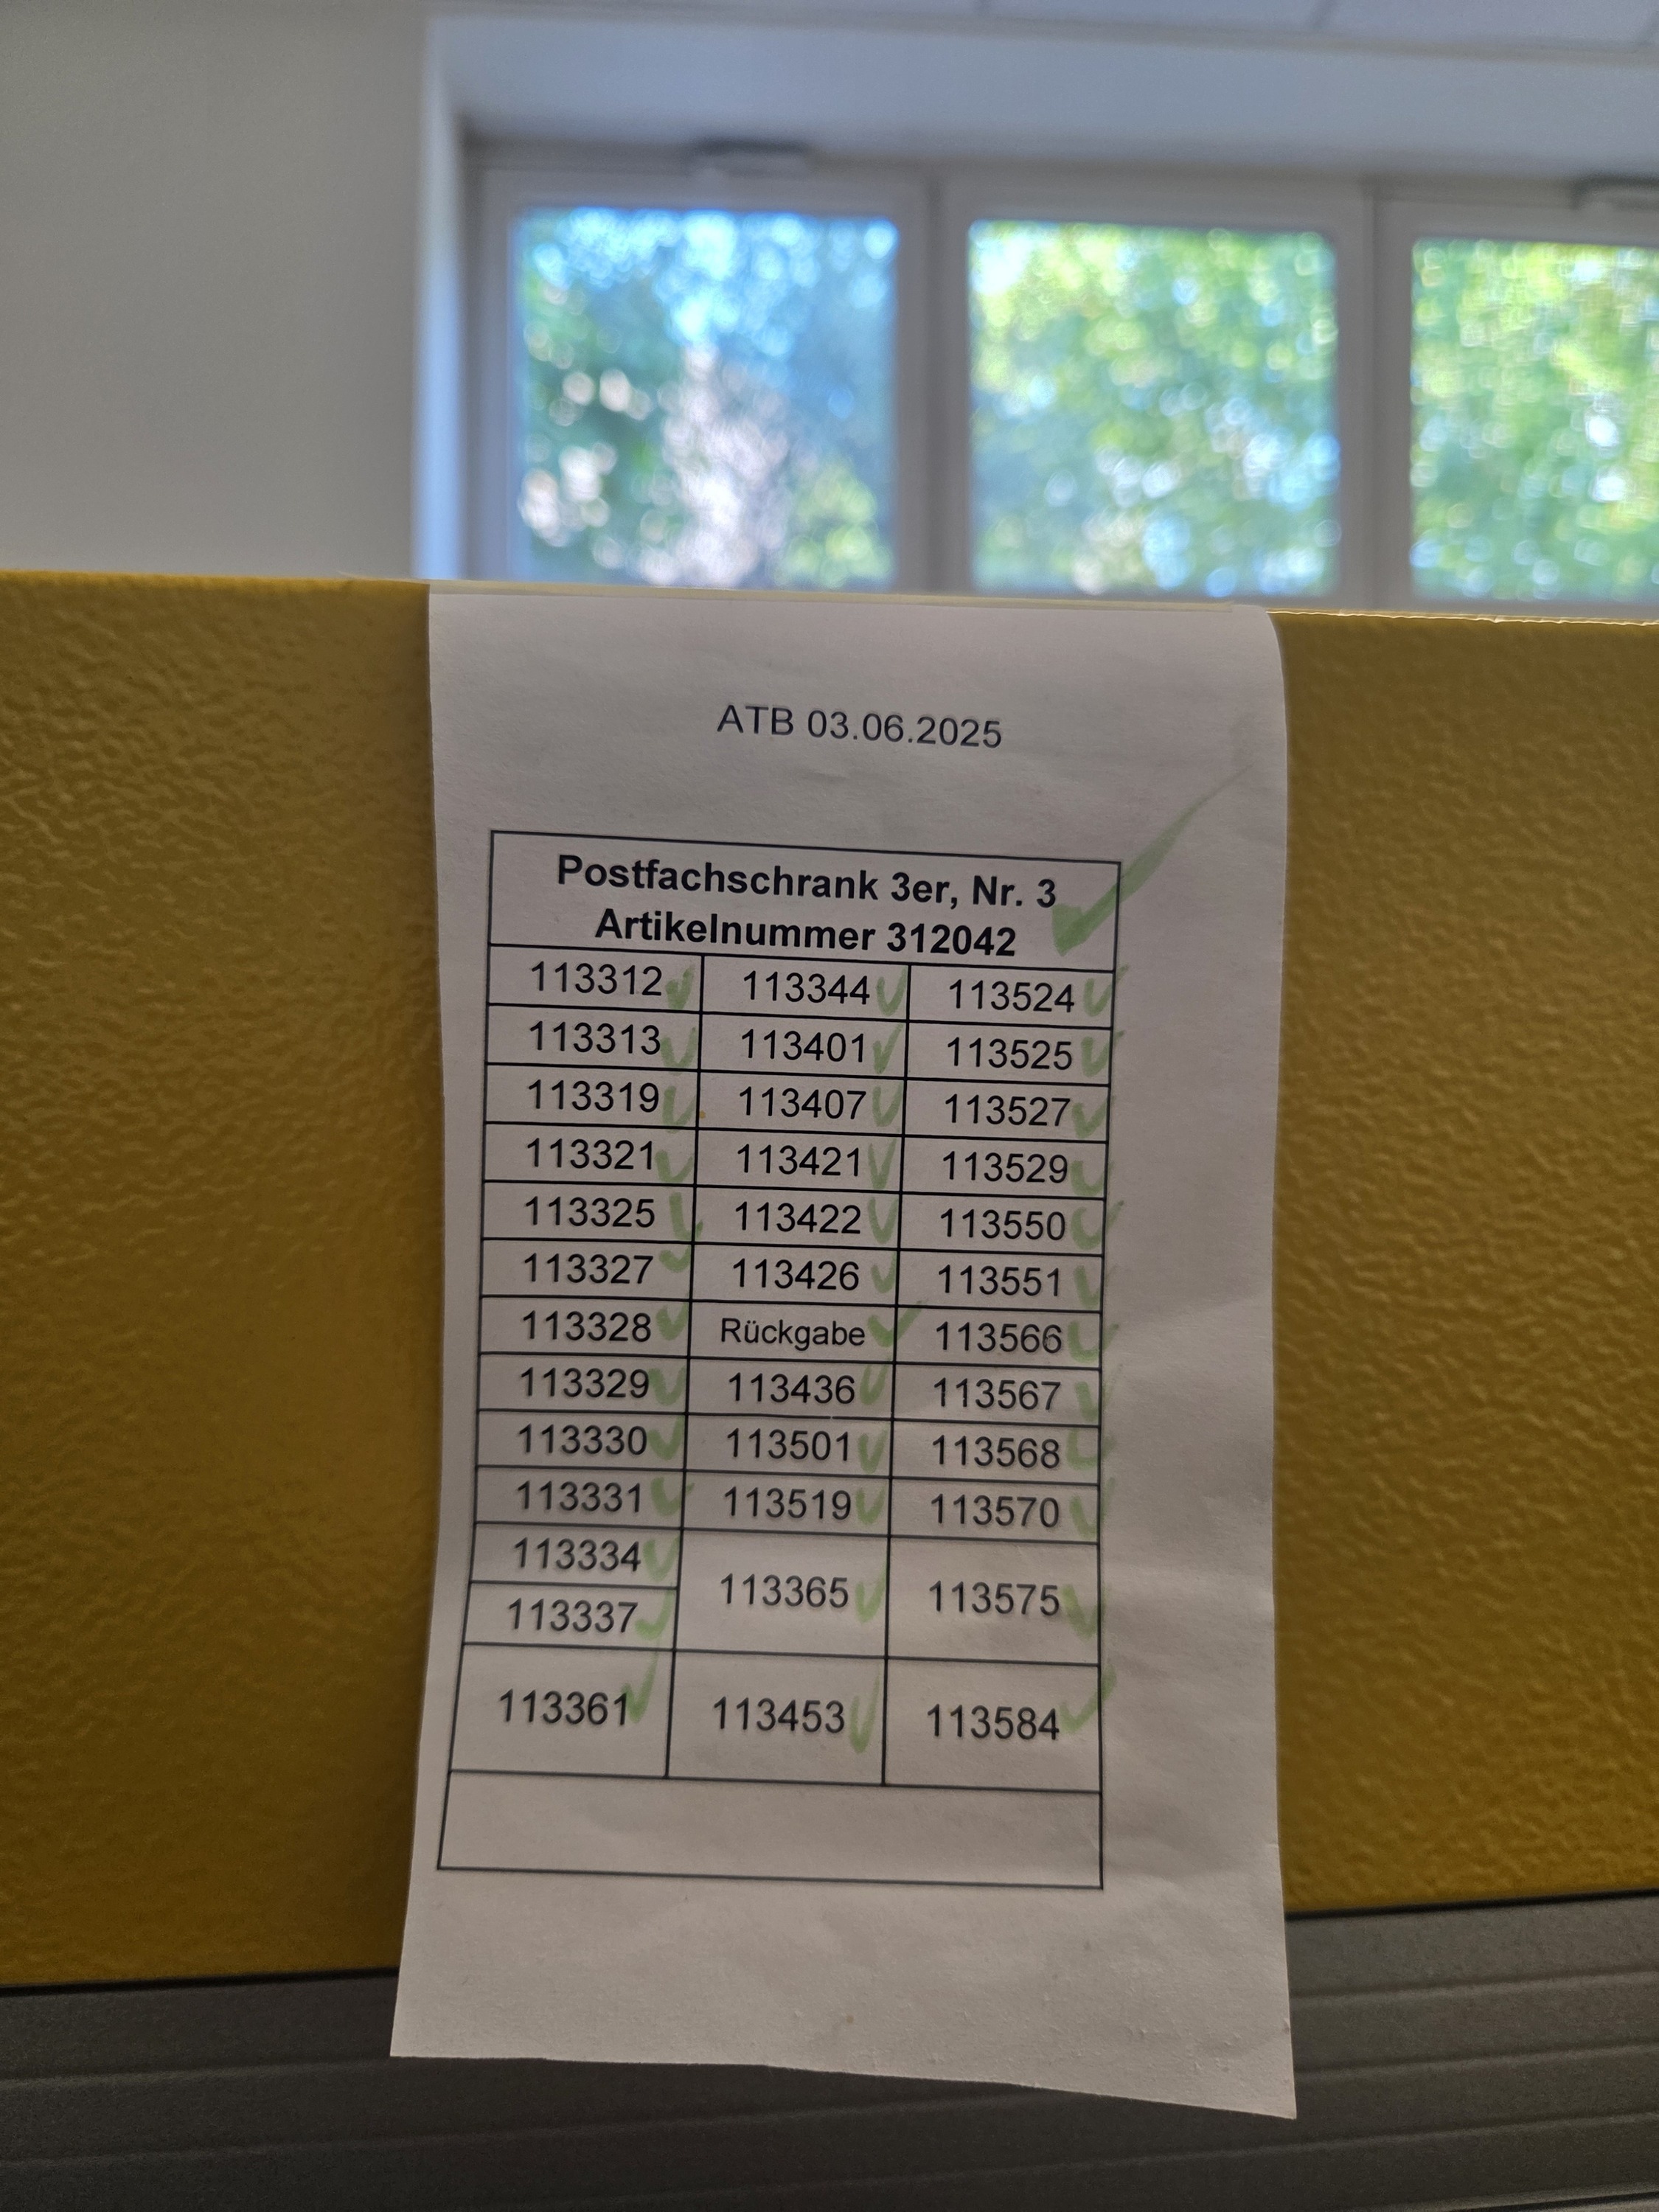 ATB 03.06.2025
Postfachschrank 3er, Nr. 3
Artikelnummer 312042
113312 113344 113524
113313 113401 113525
113319 113407 113527
113321 113421 113529
113325 113422 113550
113327 113426 113551
113328 Rückgabe 113566
113329 113436 113567
113330 113501 113568
113331 113519 113570
113334
113365 113575
113337
113361 113453 113584